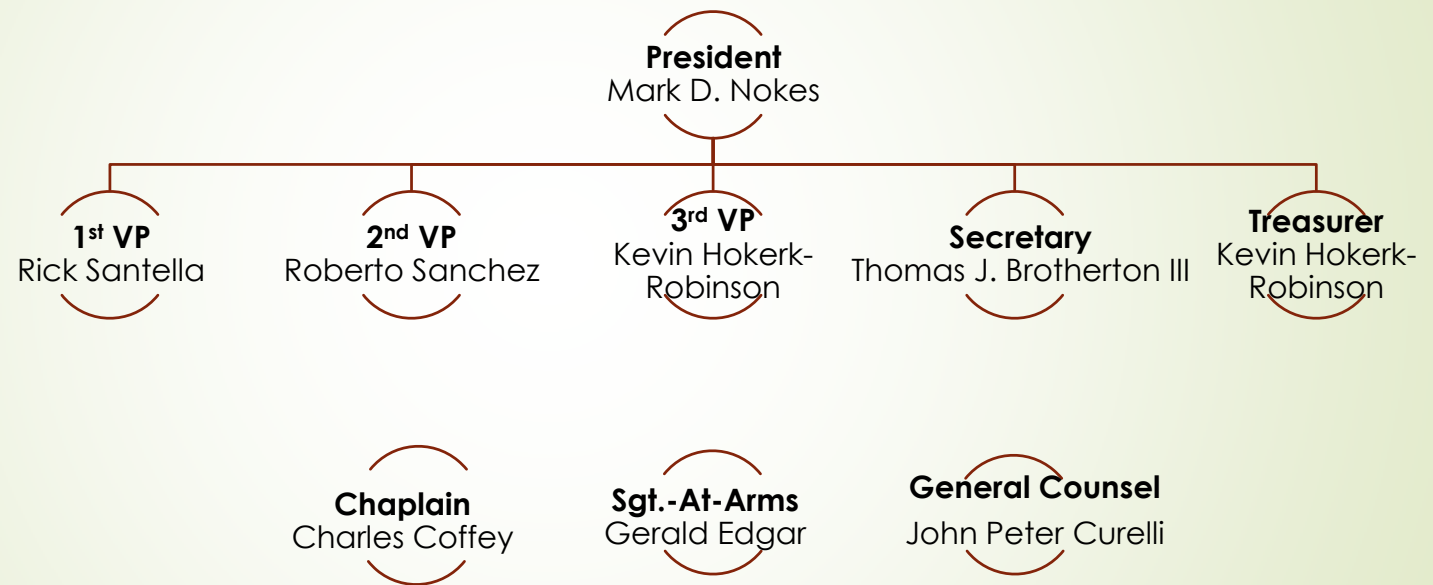 President
Mark D. Nokes
1st VP
Rick Santella
2nd VP
Roberto Sanchez
3rd VP
Kevin Hokerk-
Robinson
Secretary
Thomas J. Brotherton III
Treasurer
Kevin Hokerk-
Robinson
Chaplain
Charles Coffey
Sgt.-At-Arms
Gerald Edgar
General Counsel
John Peter Curelli